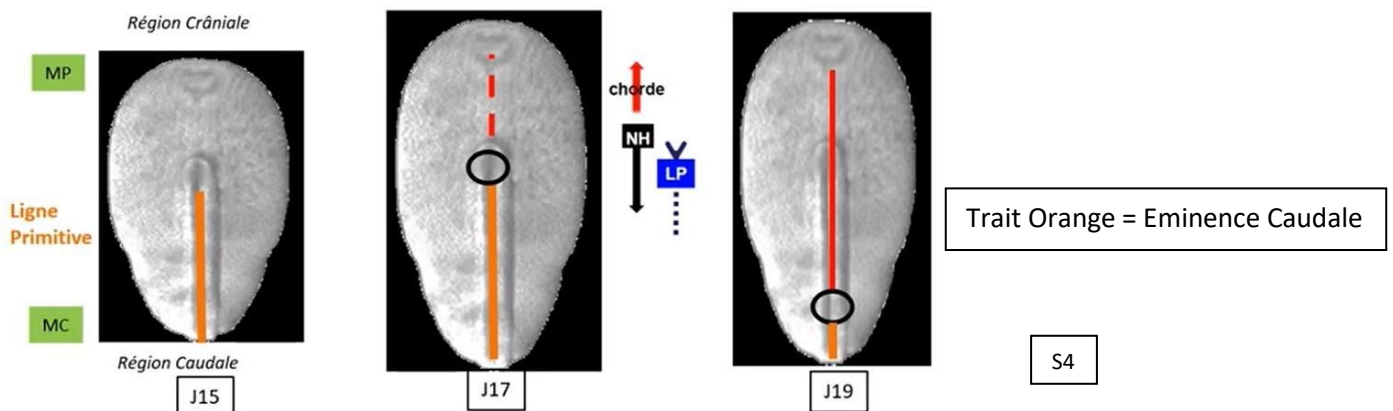 Région Crâniale
MP
Ligne
Primitive
MC
Région Caudale
J15
J17
chorde
NH
LP
J19
Trait Orange = Eminence Caudale
S4